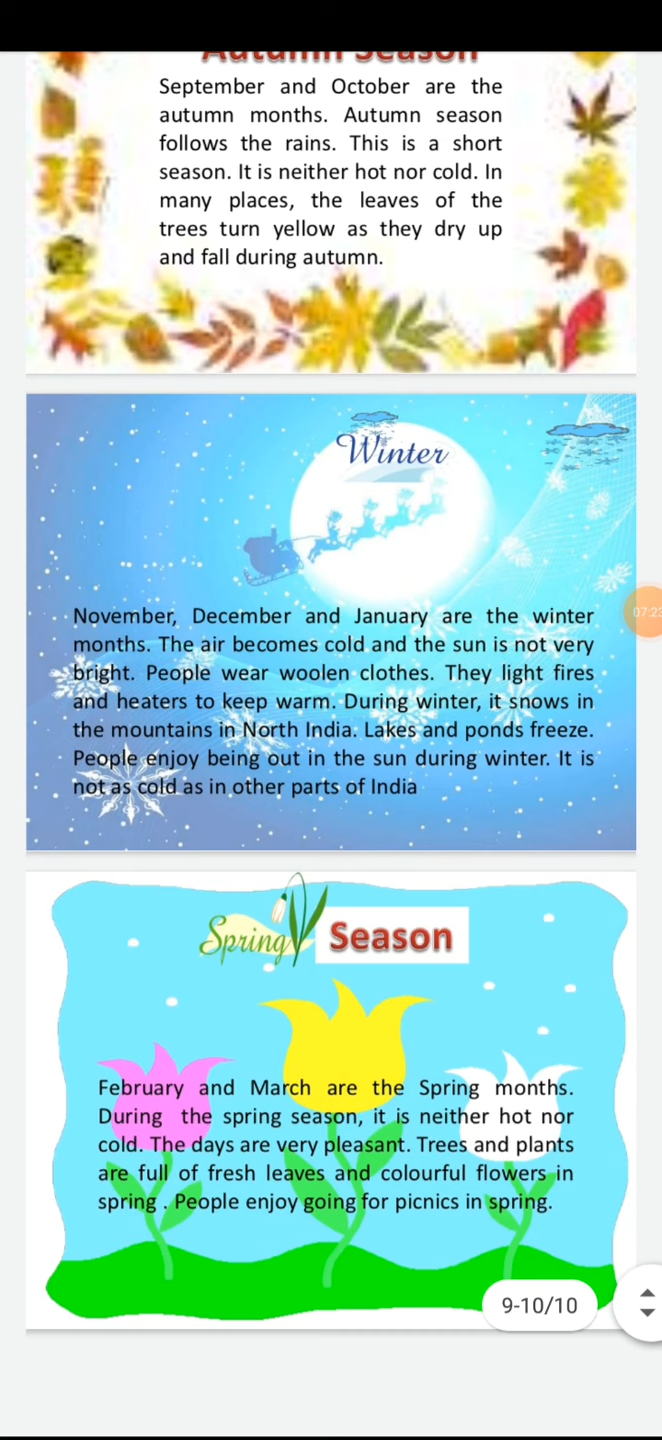 Autumn Season
September and October are the
autumn months. Autumn season
follows the rains. This is a short
season. It is neither hot nor cold. In
many places, the leaves of the
trees turn yellow as they dry up
and fall during autumn.
Winter
November, December and January are the winter
months. The air becomes cold and the sun is not very
bright. People wear woolen clothes. They light fires
and heaters to keep warm. During winter, it snows in
the mountains in North India. Lakes and ponds freeze.
People enjoy being out in the sun during winter. It is
not as cold as in other parts of India
07:23
Spring Season
February and March are the Spring months.
During the spring season, it is neither hot nor
cold. The days are very pleasant. Trees and plants
are full of fresh leaves and colourful flowers in
spring . People enjoy going for picnics in spring.
9-10/10